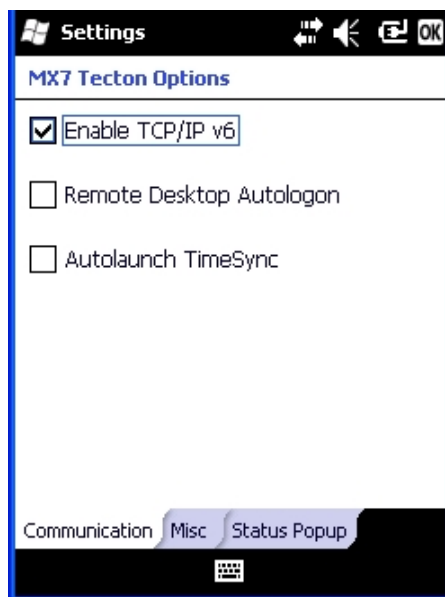 Settings
OK
MX7 Tecton Options
Enable TCP/IP v6
Remote Desktop Autologon
Autolaunch TimeSync
Communication
Misc
Status Popup